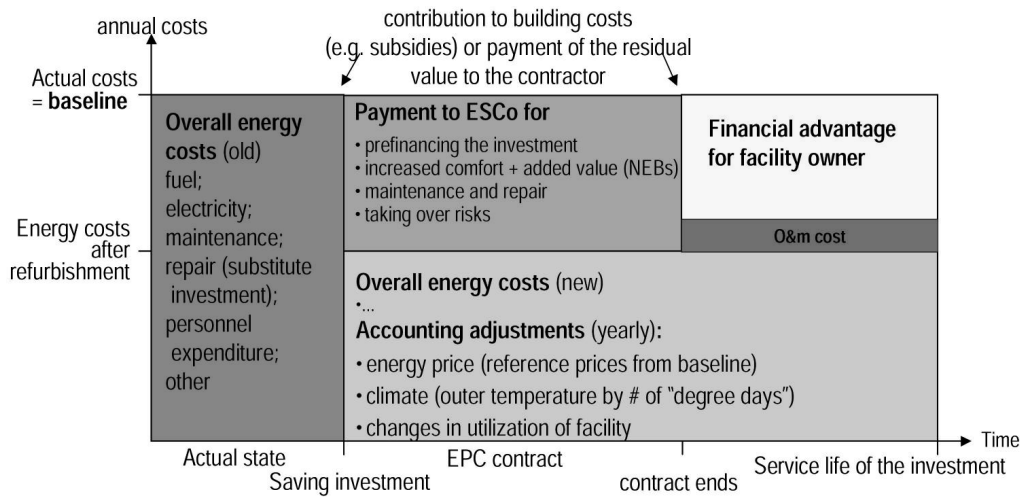 annual costs
contribution to building costs
(e.g. subsidies) or payment of the residual
value to the contractor
Actual costs
= baseline
Overall energy
costs (old)
fuel;
electricity;
maintenance;
repair (substitute
investment);
personnel
expenditure;
other
Payment to ESCo for
• prefinancing the investment
• increased comfort + added value (NEBs)
• maintenance and repair
• taking over risks
Financial advantage
for facility owner
O&m cost
Energy costs
after
refurbishment
Overall energy costs (new)
•...
Accounting adjustments (yearly):
• energy price (reference prices from baseline)
• climate (outer temperature by # of “degree days”)
• changes in utilization of facility
Time
Actual state
EPC contract
Service life of the investment
Saving investment
contract ends